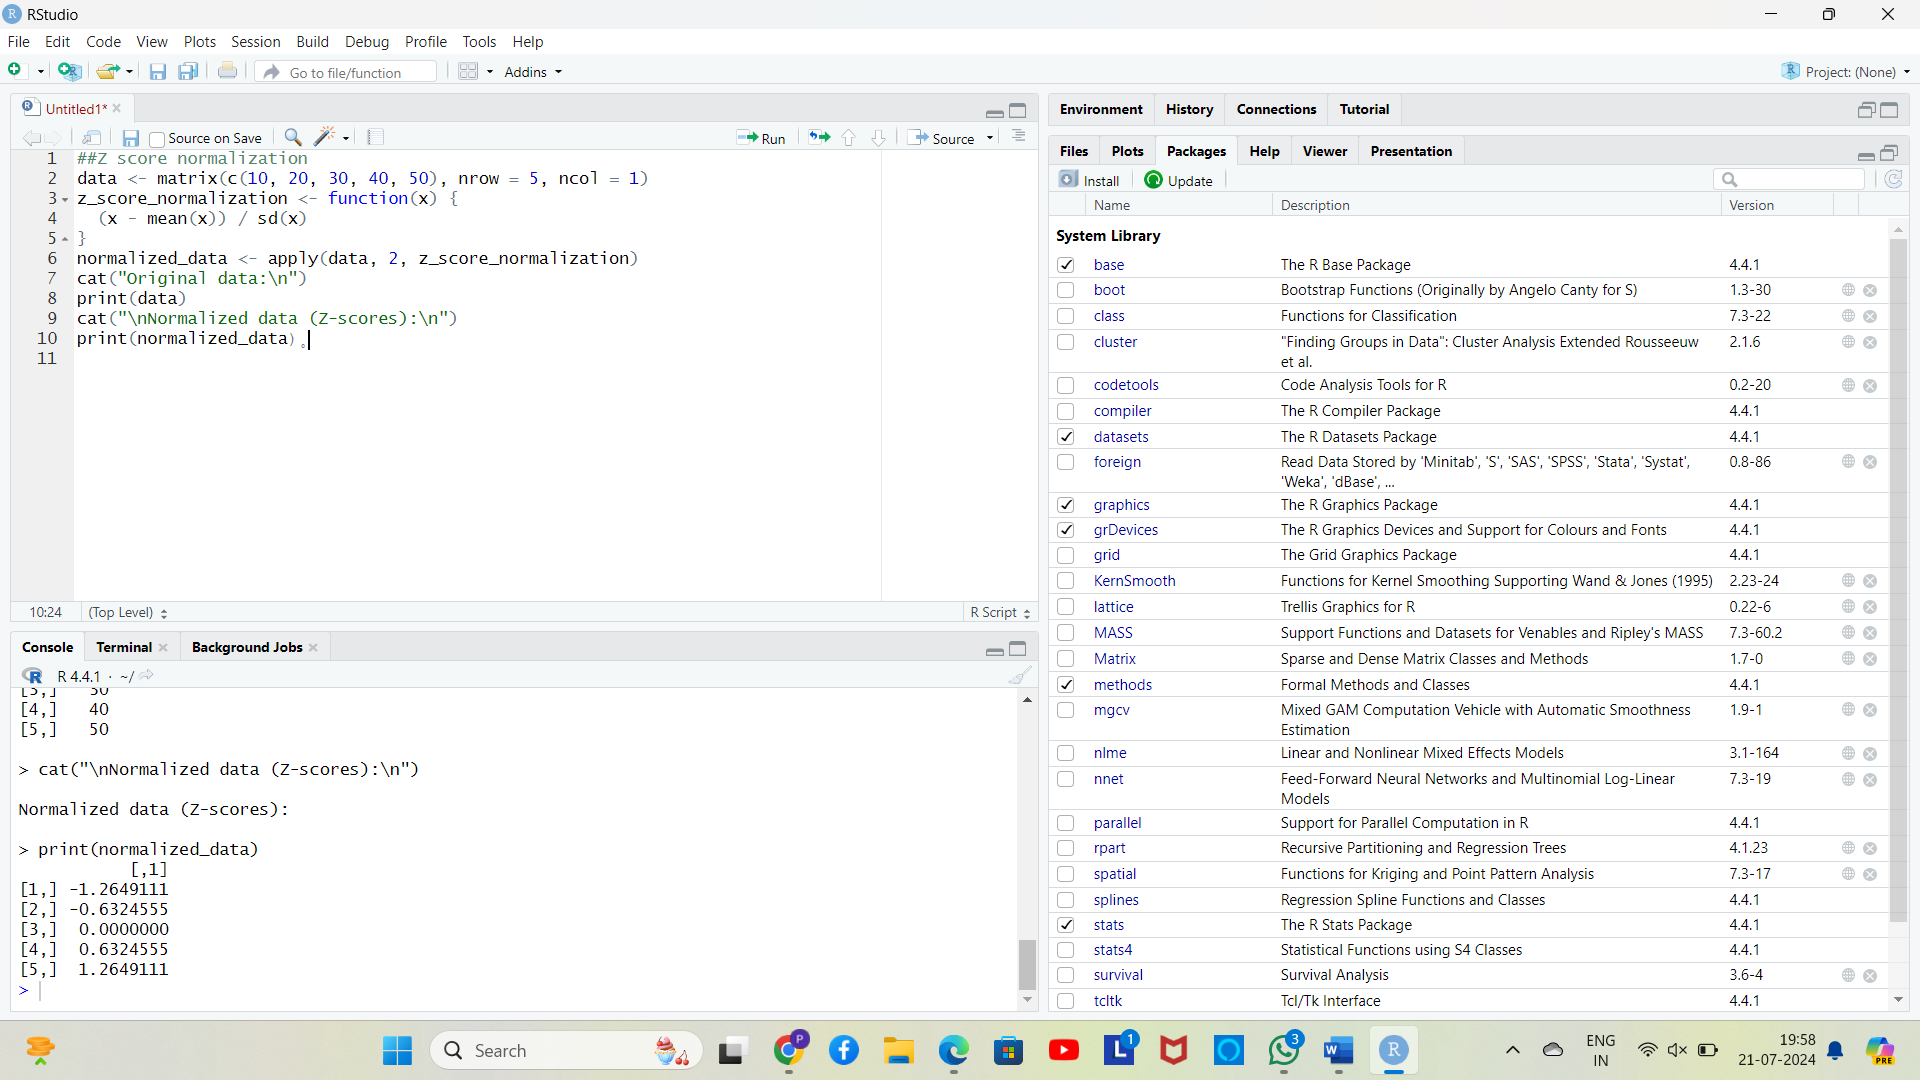 RStudio
File Edit Code View Plots Session Build Debug Profile Tools Help
Go to file/function Addins Project: (None)
Untitled1*
Source on Save Run Source
1 ##Z score normalization
2 data <- matrix(c(10, 20, 30, 40, 50), nrow = 5, ncol = 1)
3 z_score_normalization <- function(x) {
4 (x - mean(x)) / sd(x)
5 }
6 normalized_data <- apply(data, 2, z_score_normalization)
7 cat("Original data:\n")
8 print(data)
9 cat("\nNormalized data (Z-scores):\n")
10 print(normalized_data)
11
10:24 (Top Level) R Script
Console Terminal Background Jobs
R 4.4.1 · ~/
[3,] 30
[4,] 40
[5,] 50
> cat("\nNormalized data (Z-scores):\n")
Normalized data (Z-scores):
> print(normalized_data)
[,1]
[1,] -1.2649111
[2,] -0.6324555
[3,] 0.0000000
[4,] 0.6324555
[5,] 1.2649111
>
Environment History Connections Tutorial
Files Plots Packages Help Viewer Presentation
Install Update
Name Description Version
System Library
base The R Base Package 4.4.1
boot Bootstrap Functions (Originally by Angelo Canty for S) 1.3-30
class Functions for Classification 7.3-22
cluster "Finding Groups in Data": Cluster Analysis Extended Rousseeuw 2.1.6
et al.
codetools Code Analysis Tools for R 0.2-20
compiler The R Compiler Package 4.4.1
datasets The R Datasets Package 4.4.1
foreign Read Data Stored by 'Minitab', 'S', 'SAS', 'SPSS', 'Stata', 'Systat', 0.8-86
'Weka', 'dBase', ...
graphics The R Graphics Package 4.4.1
grDevices The R Graphics Devices and Support for Colours and Fonts 4.4.1
grid The Grid Graphics Package 4.4.1
KernSmooth Functions for Kernel Smoothing Supporting Wand & Jones (1995) 2.23-24
lattice Trellis Graphics for R 0.22-6
MASS Support Functions and Datasets for Venables and Ripley's MASS 7.3-60.2
Matrix Sparse and Dense Matrix Classes and Methods 1.7-0
methods Formal Methods and Classes 4.4.1
mgcv Mixed GAM Computation Vehicle with Automatic Smoothness 1.9-1
Estimation
nlme Linear and Nonlinear Mixed Effects Models 3.1-164
nnet Feed-Forward Neural Networks and Multinomial Log-Linear 7.3-19
Models
parallel Support for Parallel Computation in R 4.4.1
rpart Recursive Partitioning and Regression Trees 4.1.23
spatial Functions for Kriging and Point Pattern Analysis 7.3-17
splines Regression Spline Functions and Classes 4.4.1
stats The R Stats Package 4.4.1
stats4 Statistical Functions using S4 Classes 4.4.1
survival Survival Analysis 3.6-4
tcltk Tcl/Tk Interface 4.4.1
Search P L 1 3 W R ENG 19:58
IN 21-07-2024 PRE